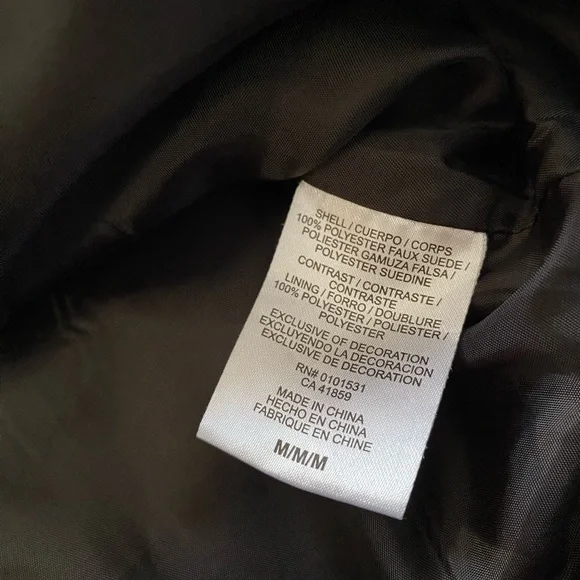 SHELL / CUERPO / CORPS
100% POLYESTER FAUX SUEDE /
POLIESTER GAMUZA FALSA /
POLYESTER SUEDINE
CONTRAST / CONTRASTE /
CONTRASTE
LINING / FORRO / DOUBLURE
100% POLYESTER / POLIESTER /
POLYESTER
EXCLUSIVE OF DECORATION
EXCLUYENDO LA DECORACION
EXCLUSIVE DE DECORATION
RN# 0101531
CA 41859
MADE IN CHINA
HECHO EN CHINA
FABRIQUE EN CHINE
M/M/M